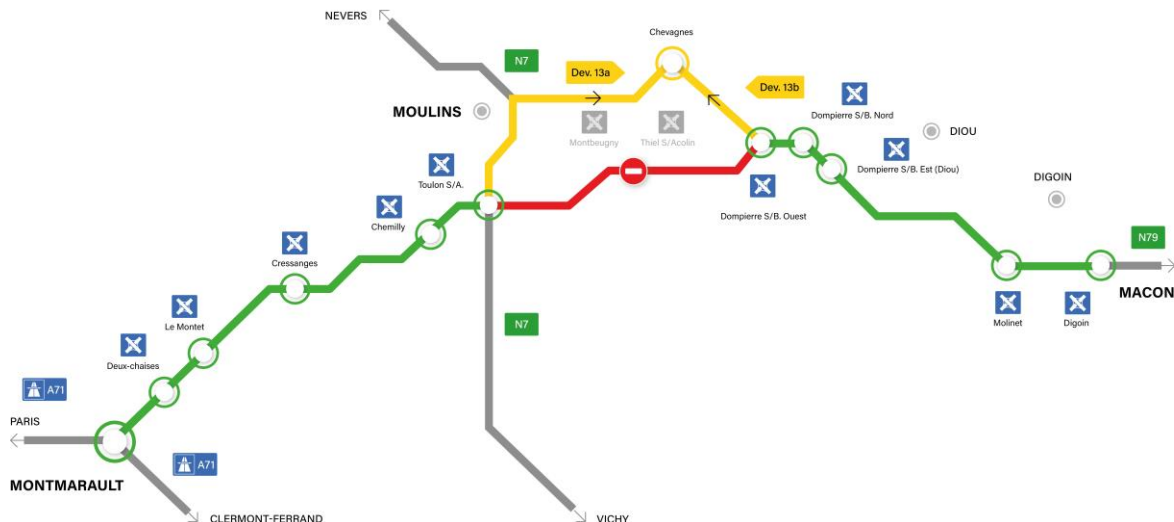 NEVERS
N7
Chevagnes
Dev. 13a
Dev. 13b
MOULINS
Montbeugny
Thiel S/Acolin
Dompierre S/B. Nord
DIOU
Toulon S/A.
Dompierre S/B. Est (Diou)
DIGOIN
Chemilly
Dompierre S/B. Ouest
Cressanges
N79
MACON
Le Montet
N7
Molinet
Digoin
Deux-chaises
A71
PARIS
A71
MONTMARAULT
CLERMONT-FERRAND
VICHY